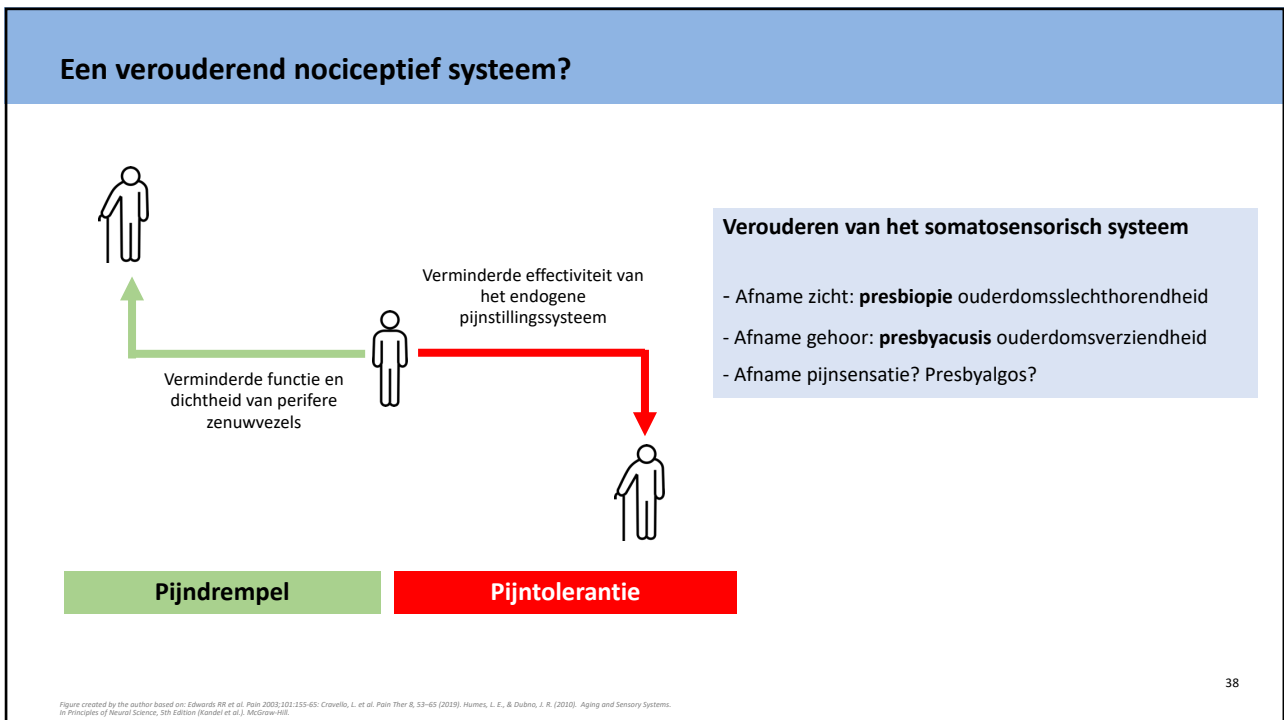 Een verouderend nociceptief systeem?
Verminderde effectiviteit van
het endogene
pijnstillingssysteem
Verminderde functie en
dichtheid van perifere
zenuwvezels
Pijndrempel
Pijntolerantie
Verouderen van het somatosensorisch systeem
- Afname zicht: presbiopie ouderdomsslechthorendheid
- Afname gehoor: presbyacusis ouderdomsverziendheid
- Afname pijnsensatie? Presbyalgos?
38
Figure created by the author based on: Edwards RR et al. Pain 2003;101:155-65: Cravello, L. et al. Pain Ther 8, 53–65 (2019). Humes, L. E., & Dubno, J. R. (2010). Aging and Sensory Systems.
In Principles of Neural Science, 5th Edition (Kandel et al.). McGraw-Hill.